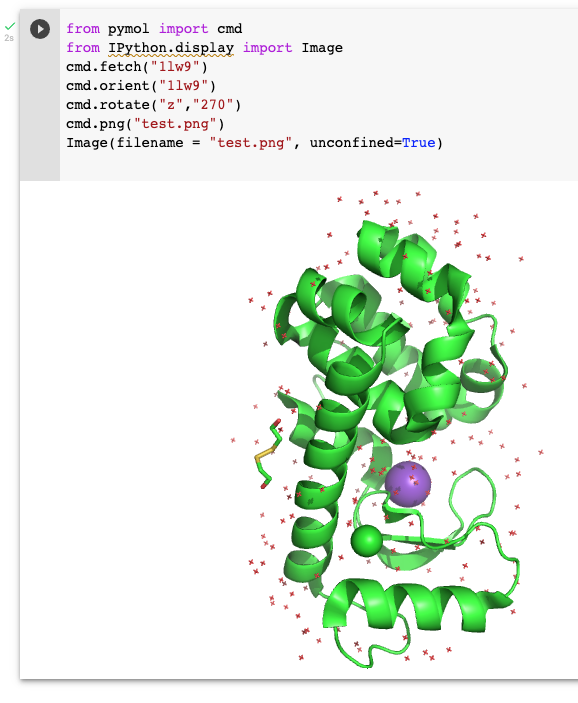 2s
from pymol import cmd
from IPython.display import Image
cmd.fetch("1lw9")
cmd.orient("1lw9")
cmd.rotate("z","270")
cmd.png("test.png")
Image(filename = "test.png", unconfined=True)